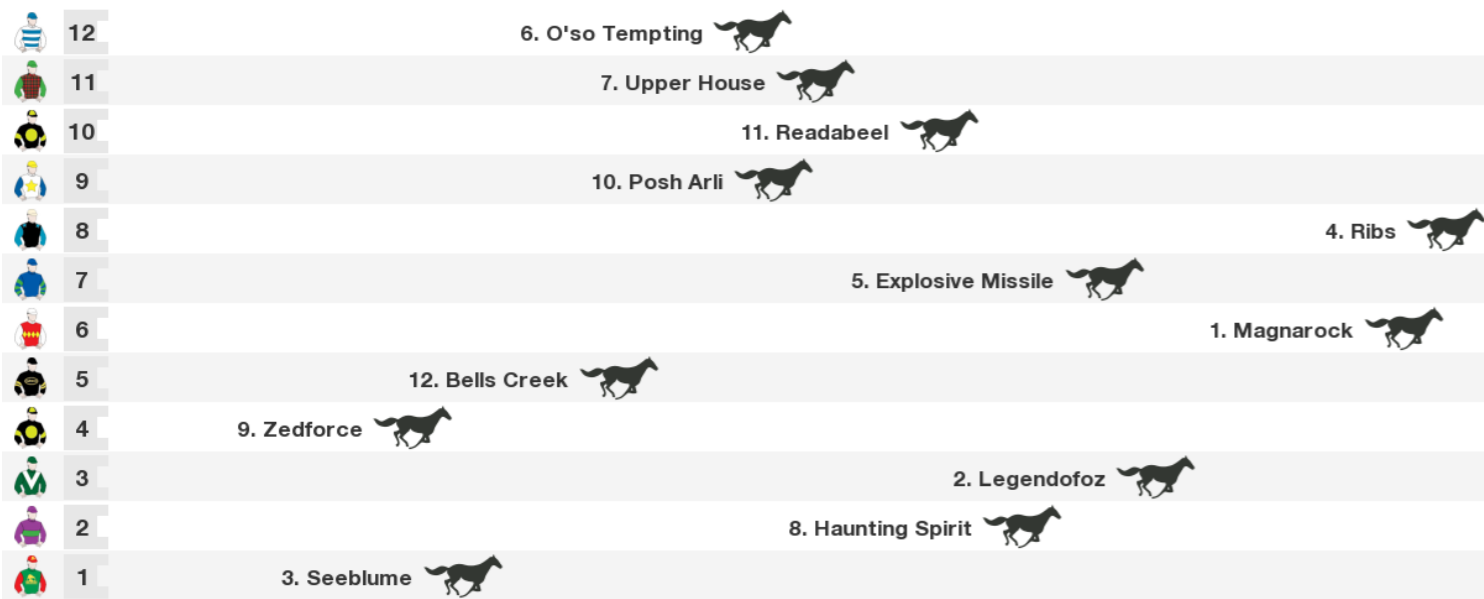 12 6. O'so Tempting
11 7. Upper House
10 11. Readabeel
9 10. Posh Arli
8 4. Ribs
7 5. Explosive Missile
6 1. Magnarock
5 12. Bells Creek
4 9. Zedforce
3 2. Legendofoz
2 8. Haunting Spirit
1 3. Seeblume